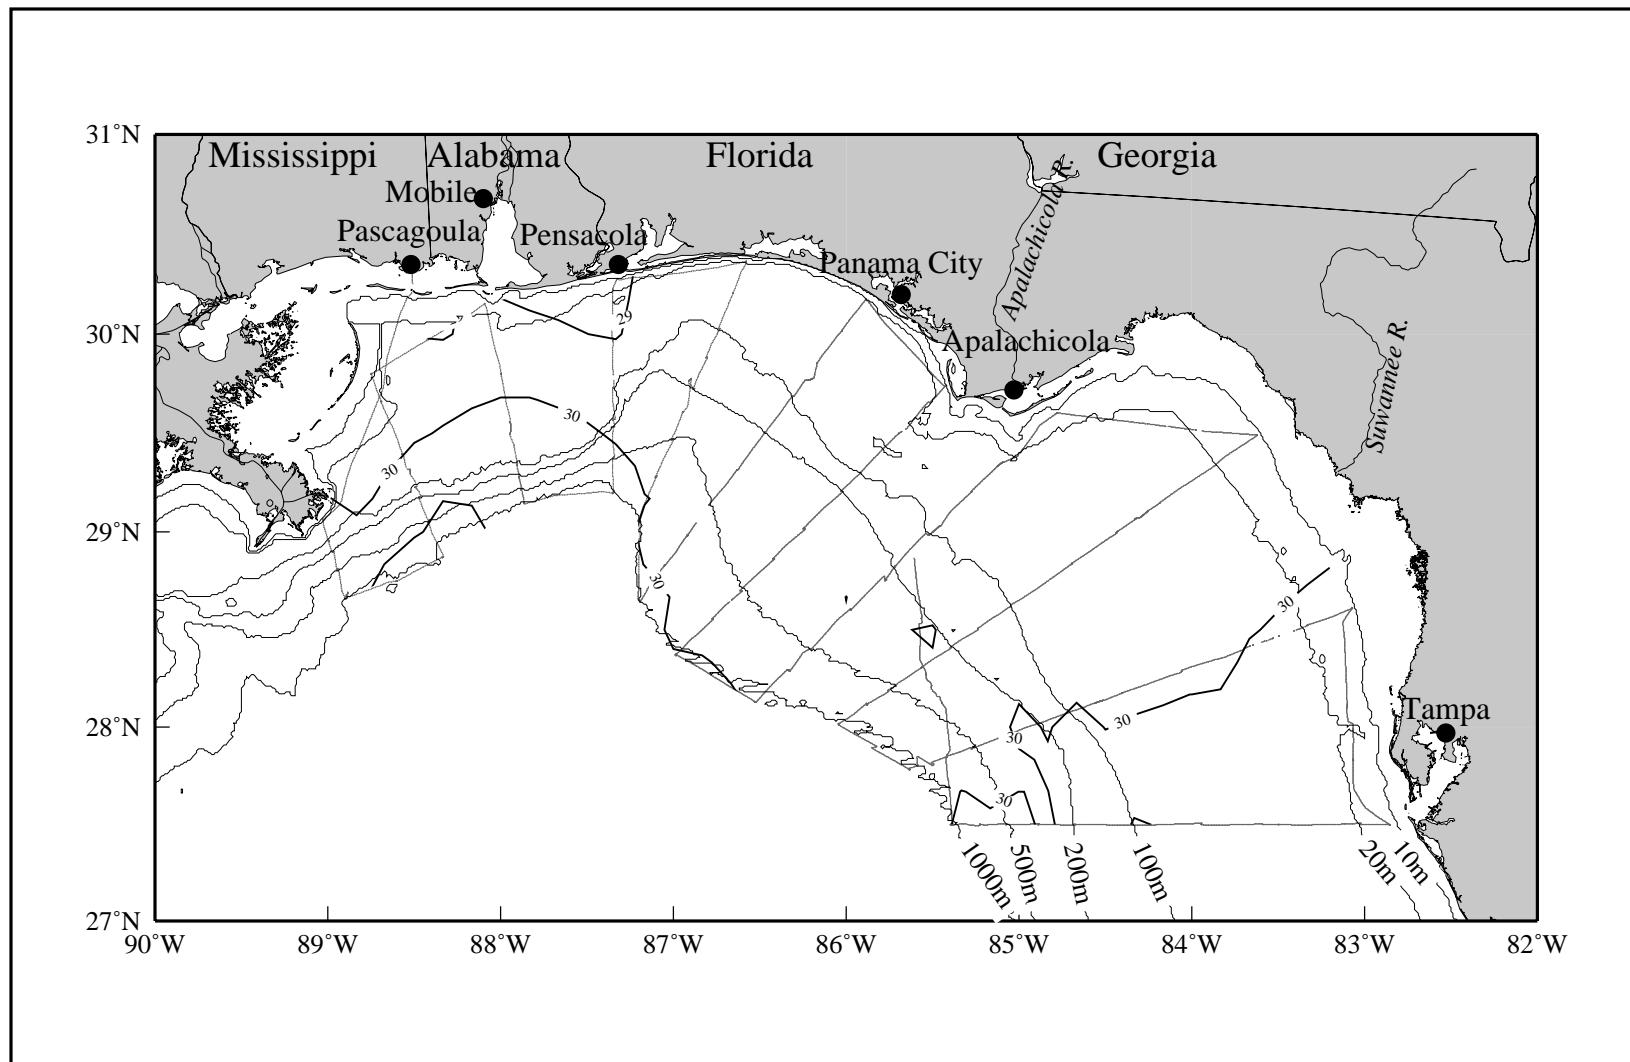 31°N
Mississippi Alabama Florida Georgia
Mobile
Apalachicola R.
Pascagoula
Pensacola
Panama City
29
30°N
Apalachicola
Suwannee R.
30
30
29°N
30
30
Tampa
28°N
30
30
30
1000m
500m
200m
100m
20m
10m
27°N
90°W 89°W 88°W 87°W 86°W 85°W 84°W 83°W 82°W